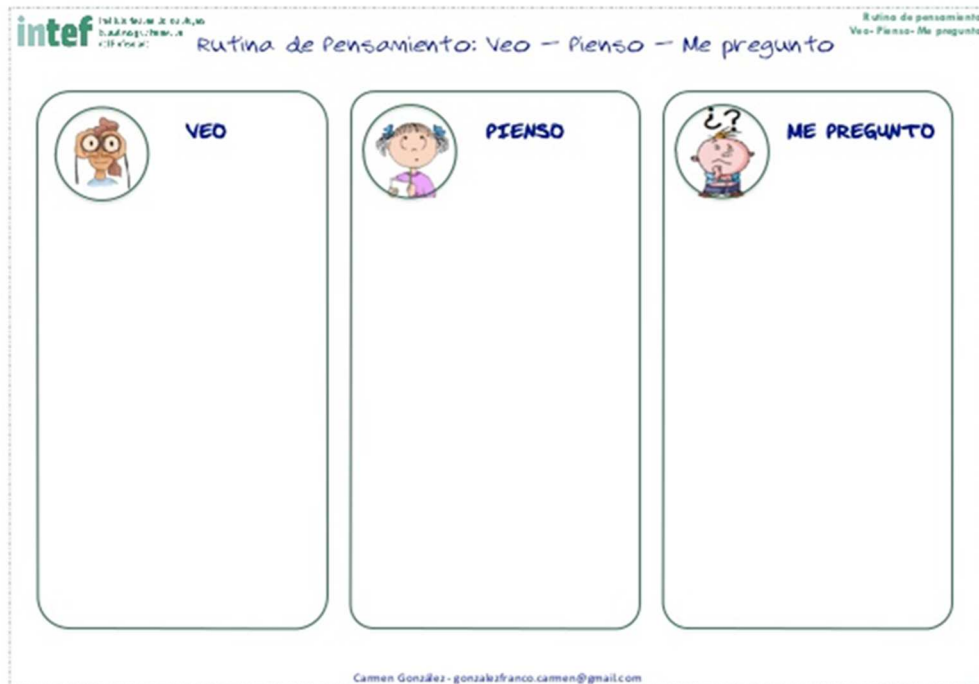 intef
Rutina de Pensamiento: Veo - Pienso - Me pregunto
Rutina de pensamiento
Veo- Pienso- Me pregunto
VEO
PIENSO
¿?
ME PREGUNTO
Carmen González - gonzalezfranco.carmen@gmail.com